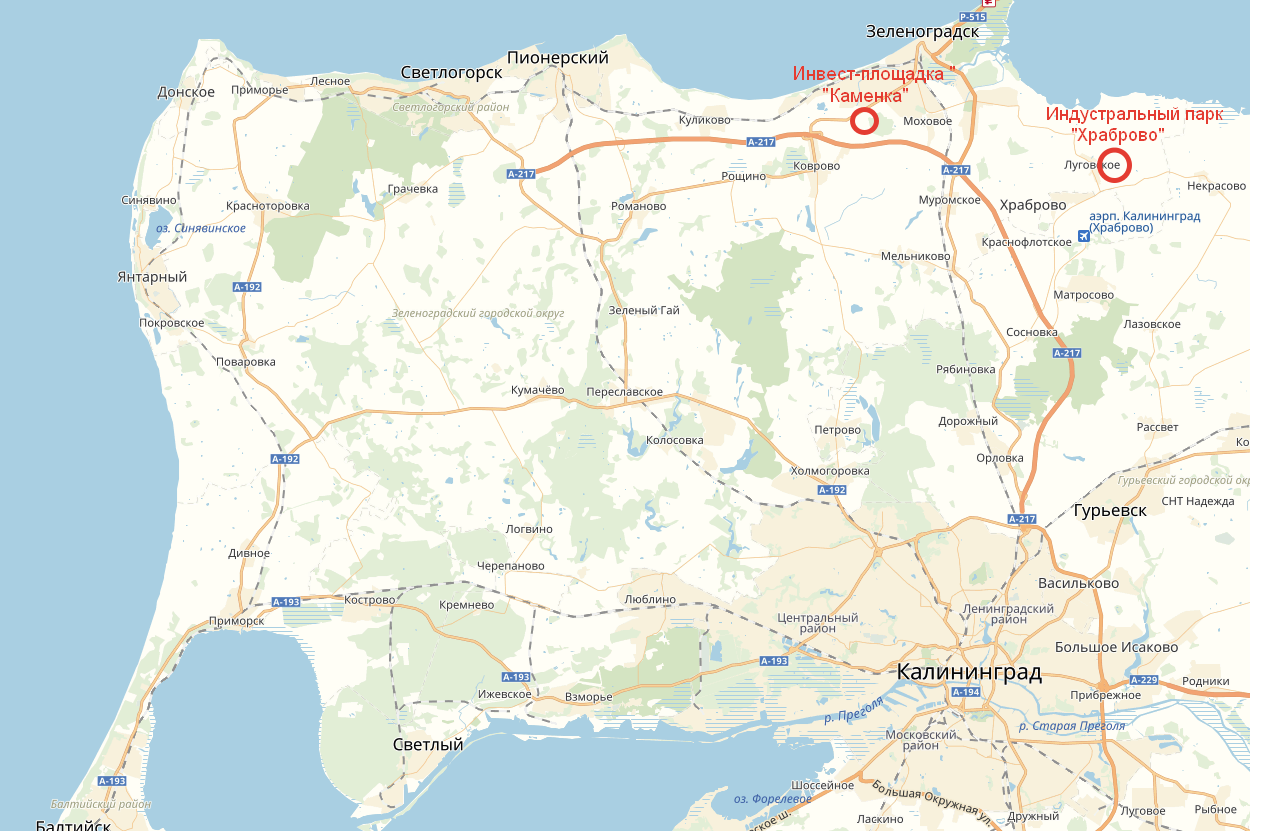 Р-515
Зеленоградск
Пионерский
Светлогорск
Инвест-площадка "
"Каменка"
Лесное
Донское
Приморье
Светлогорский район
Куликово
Моховое
Индустральный парк
"Храброво"
А-217
А-217
А-217
Коврово
Рощино
Луговское
Некрасово
Грачевка
Синявино
Красноторовка
Романово
Муромское
Храброво
аэрп. Калининград
(Храброво)
оз. Синявинское
Краснофлотское
Мельниково
Янтарный
А-192
Матросово
Зеленоградский городской округ
Зеленый Гай
Покровское
Лазовское
Сосновка
А-217
Поваровка
Рябиновка
Кумачёво
Переславское
Петрово
Дорожный
Рассвет
Колосовка
Ко
А-192
Орловка
Холмогоровка
Гурьевский городской окр
А-192
СНТ Надежда
Гурьевск
А-217
Логвино
Дивное
Черепаново
Васильково
А-193
Кострово
Кремнево
Люблино
Ленинградский
район
Центральный
район
Приморск
Большое Исаково
А-193
Калининград
А-193
А-229
Родники
Ижевское
Взморье
А-194
Прибрежное
р. Преголя
р. Старая Преголя
Московский
район
Светлый
А-193
Шоссейное
Большая Окружная ул.
оз. Форелевое
Балтийский район
Луговое
Рыбное
Дружный
Ласкино
ское ш.
Балтийск